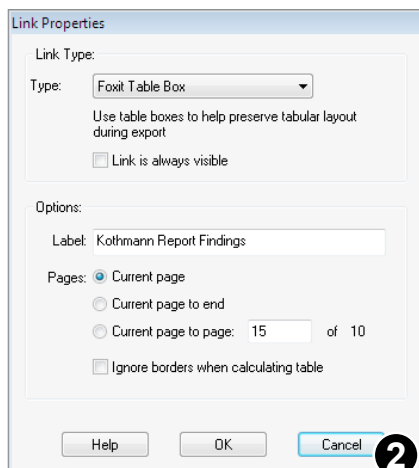 Link Properties
Link Type:
Type: Foxit Table Box
Use table boxes to help preserve tabular layout
during export
Link is always visible
Options:
Label: Kothmann Report Findings
Pages: Current page
Current page to end
Current page to page: 15 of 10
Ignore borders when calculating table
Help OK Cancel
2